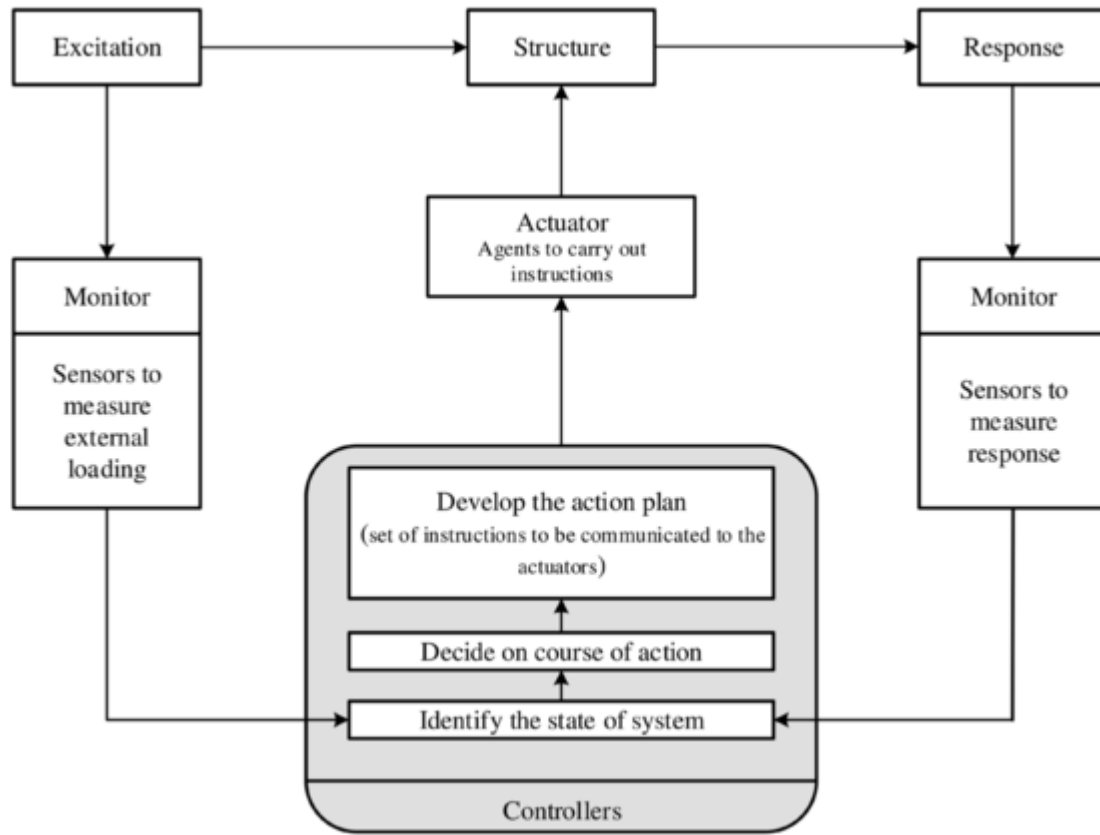 Excitation
Structure
Response
Actuator
Agents to carry out
instructions
Monitor
Sensors to
measure
external
loading
Monitor
Sensors to
measure
response
Develop the action plan
(set of instructions to be communicated to the
actuators)
Decide on course of action
Identify the state of system
Controllers